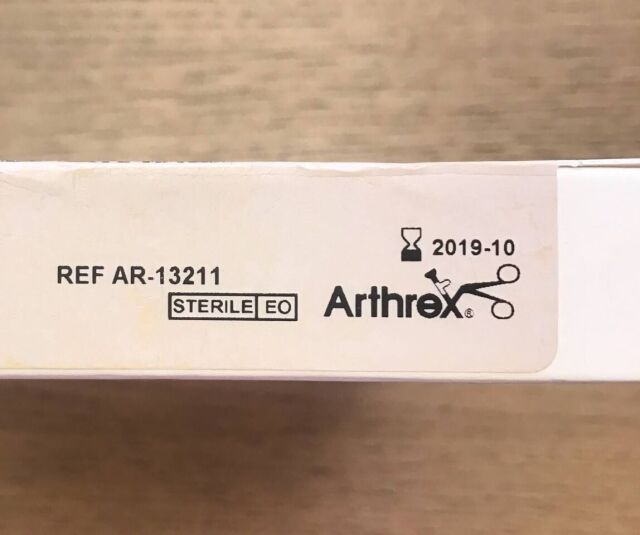 2019-10
REF AR-13211
STERILE EO
Arthrex®